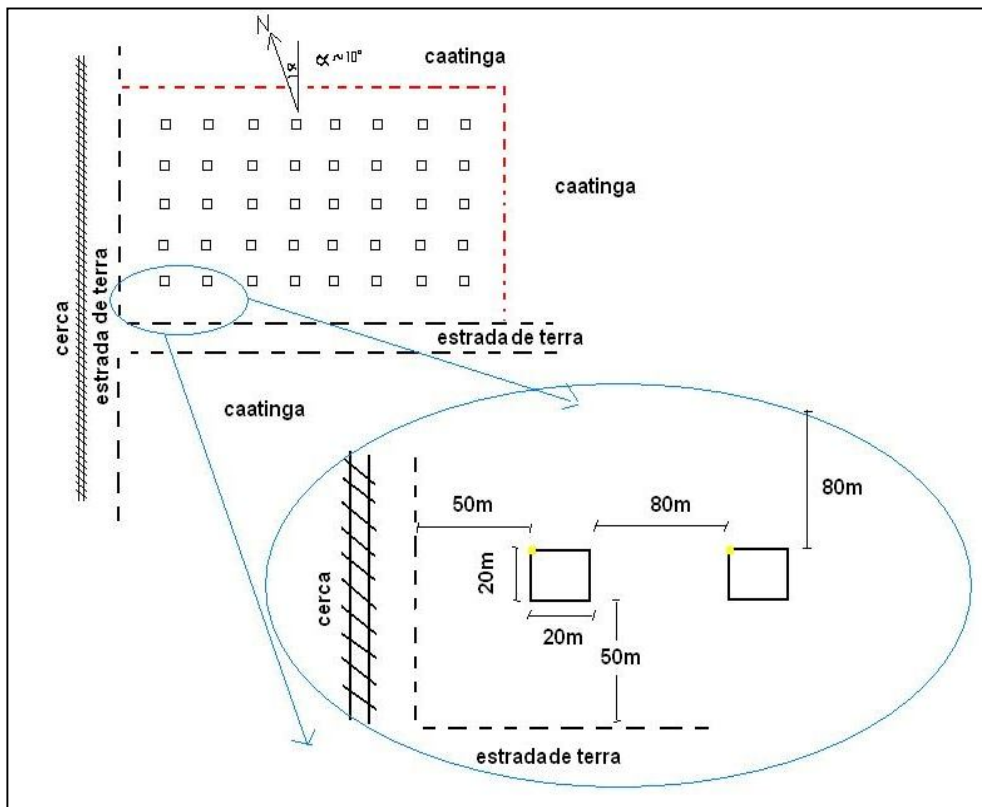 N
α
α ~ 10°
caatinga
caatinga
cerca
estrada de terra
estrada de terra
caatinga
50m
80m
80m
20m
cerca
20m
50m
estrada de terra